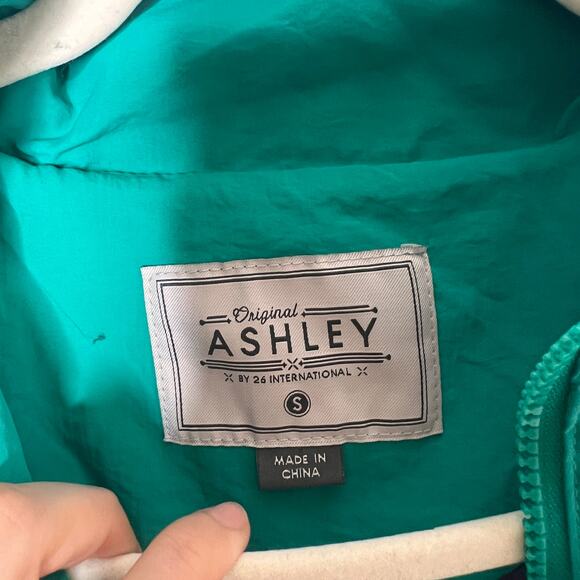 Original
ASHLEY
BY 26 INTERNATIONAL
S
MADE IN
CHINA